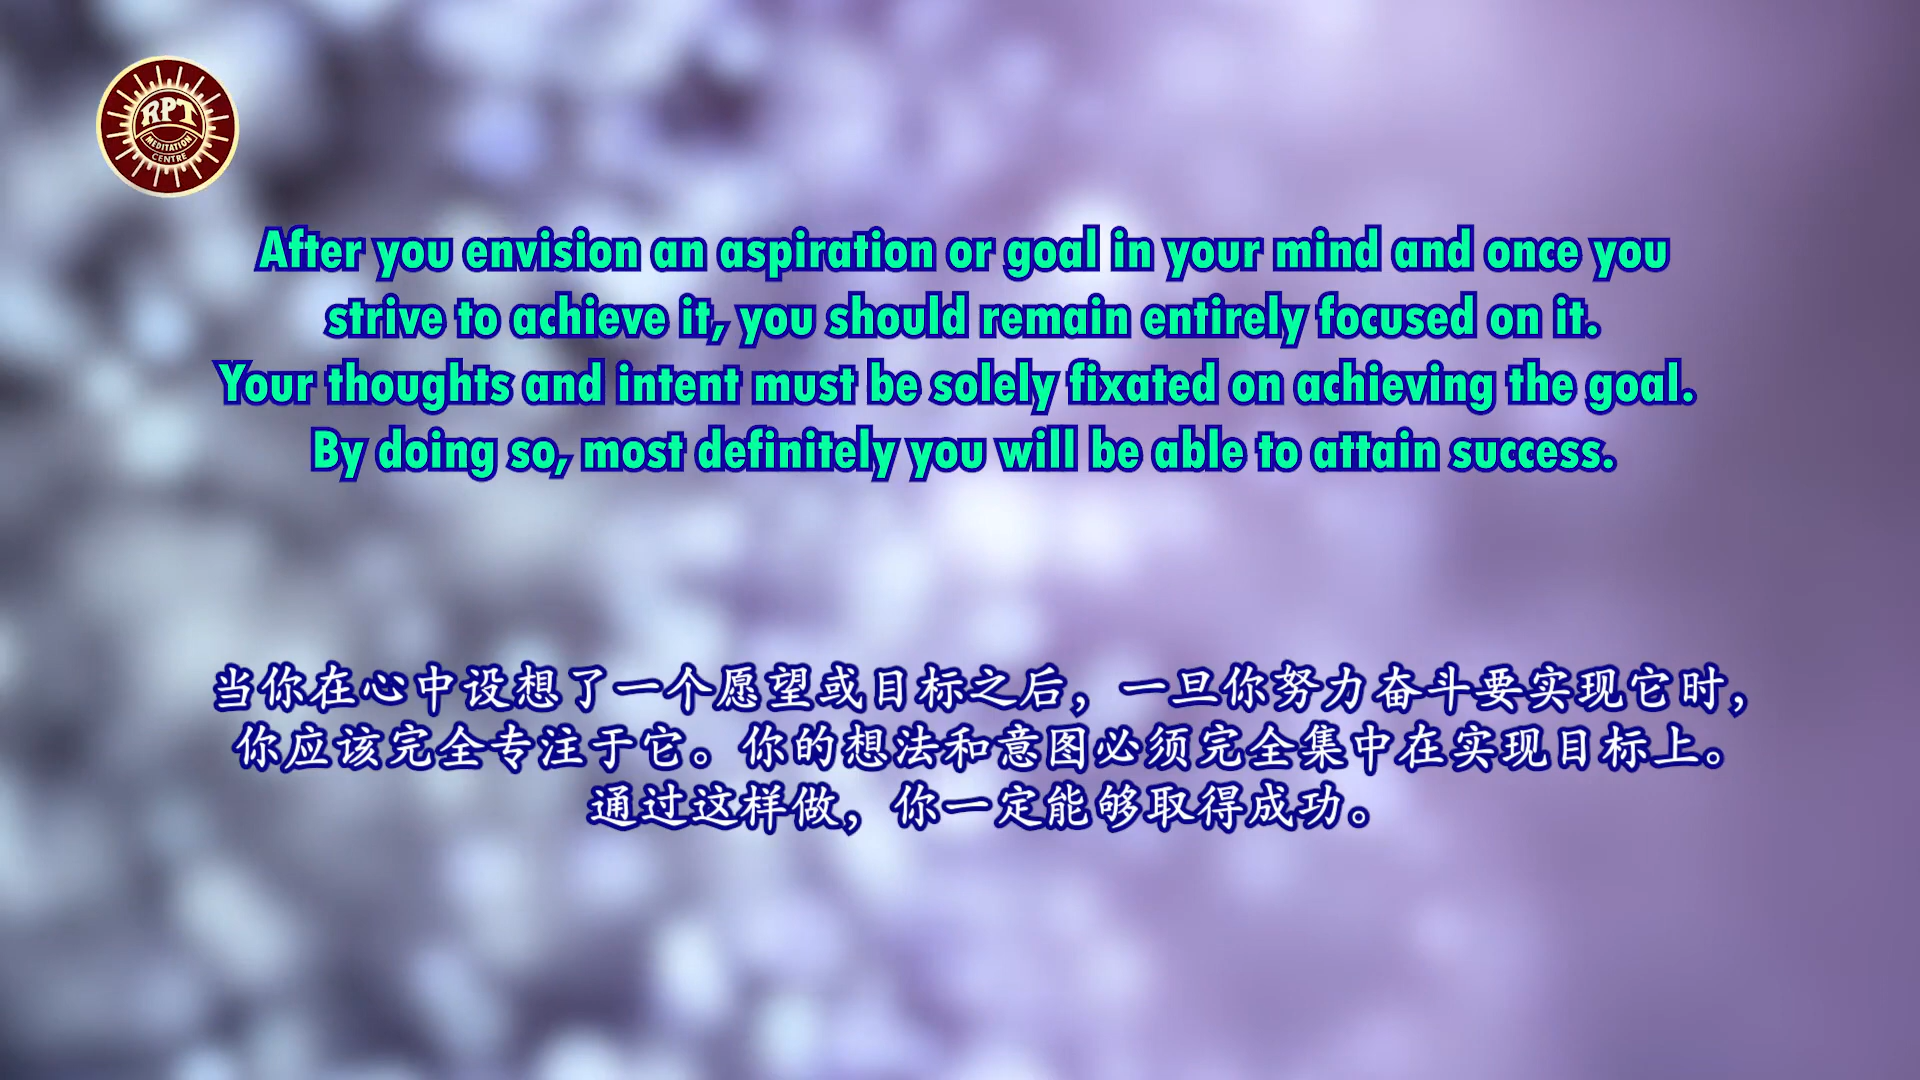 RPT
MEDITATION
CENTRE
After you envision an aspiration or goal in your mind and once you
strive to achieve it, you should remain entirely focused on it.
Your thoughts and intent must be solely fixated on achieving the goal.
By doing so, most definitely you will be able to attain success.
当你在心中设想了一个愿望或目标之后，一旦你努力奋斗要实现它时，
你应该完全专注于它。你的想法和意图必须完全集中在实现目标上。
通过这样做，你一定能够取得成功。